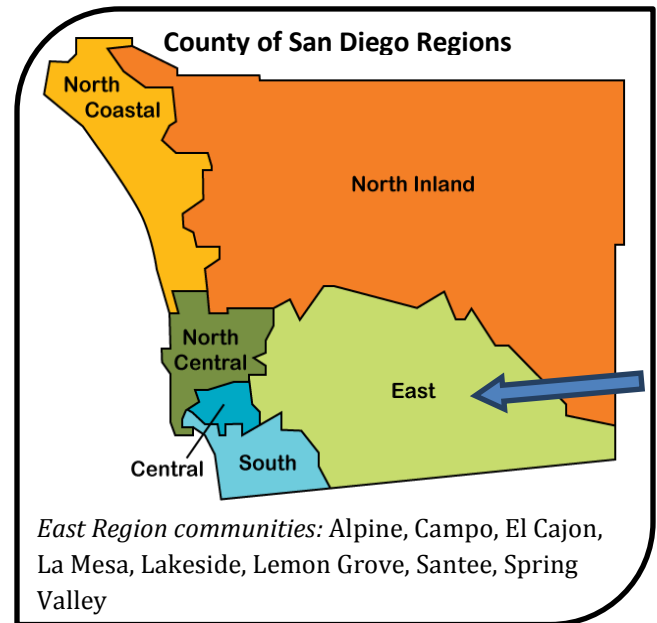 County of San Diego Regions
North
Coastal
North Inland
North
Central
East
Central
South
East Region communities: Alpine, Campo, El Cajon,
La Mesa, Lakeside, Lemon Grove, Santee, Spring
Valley